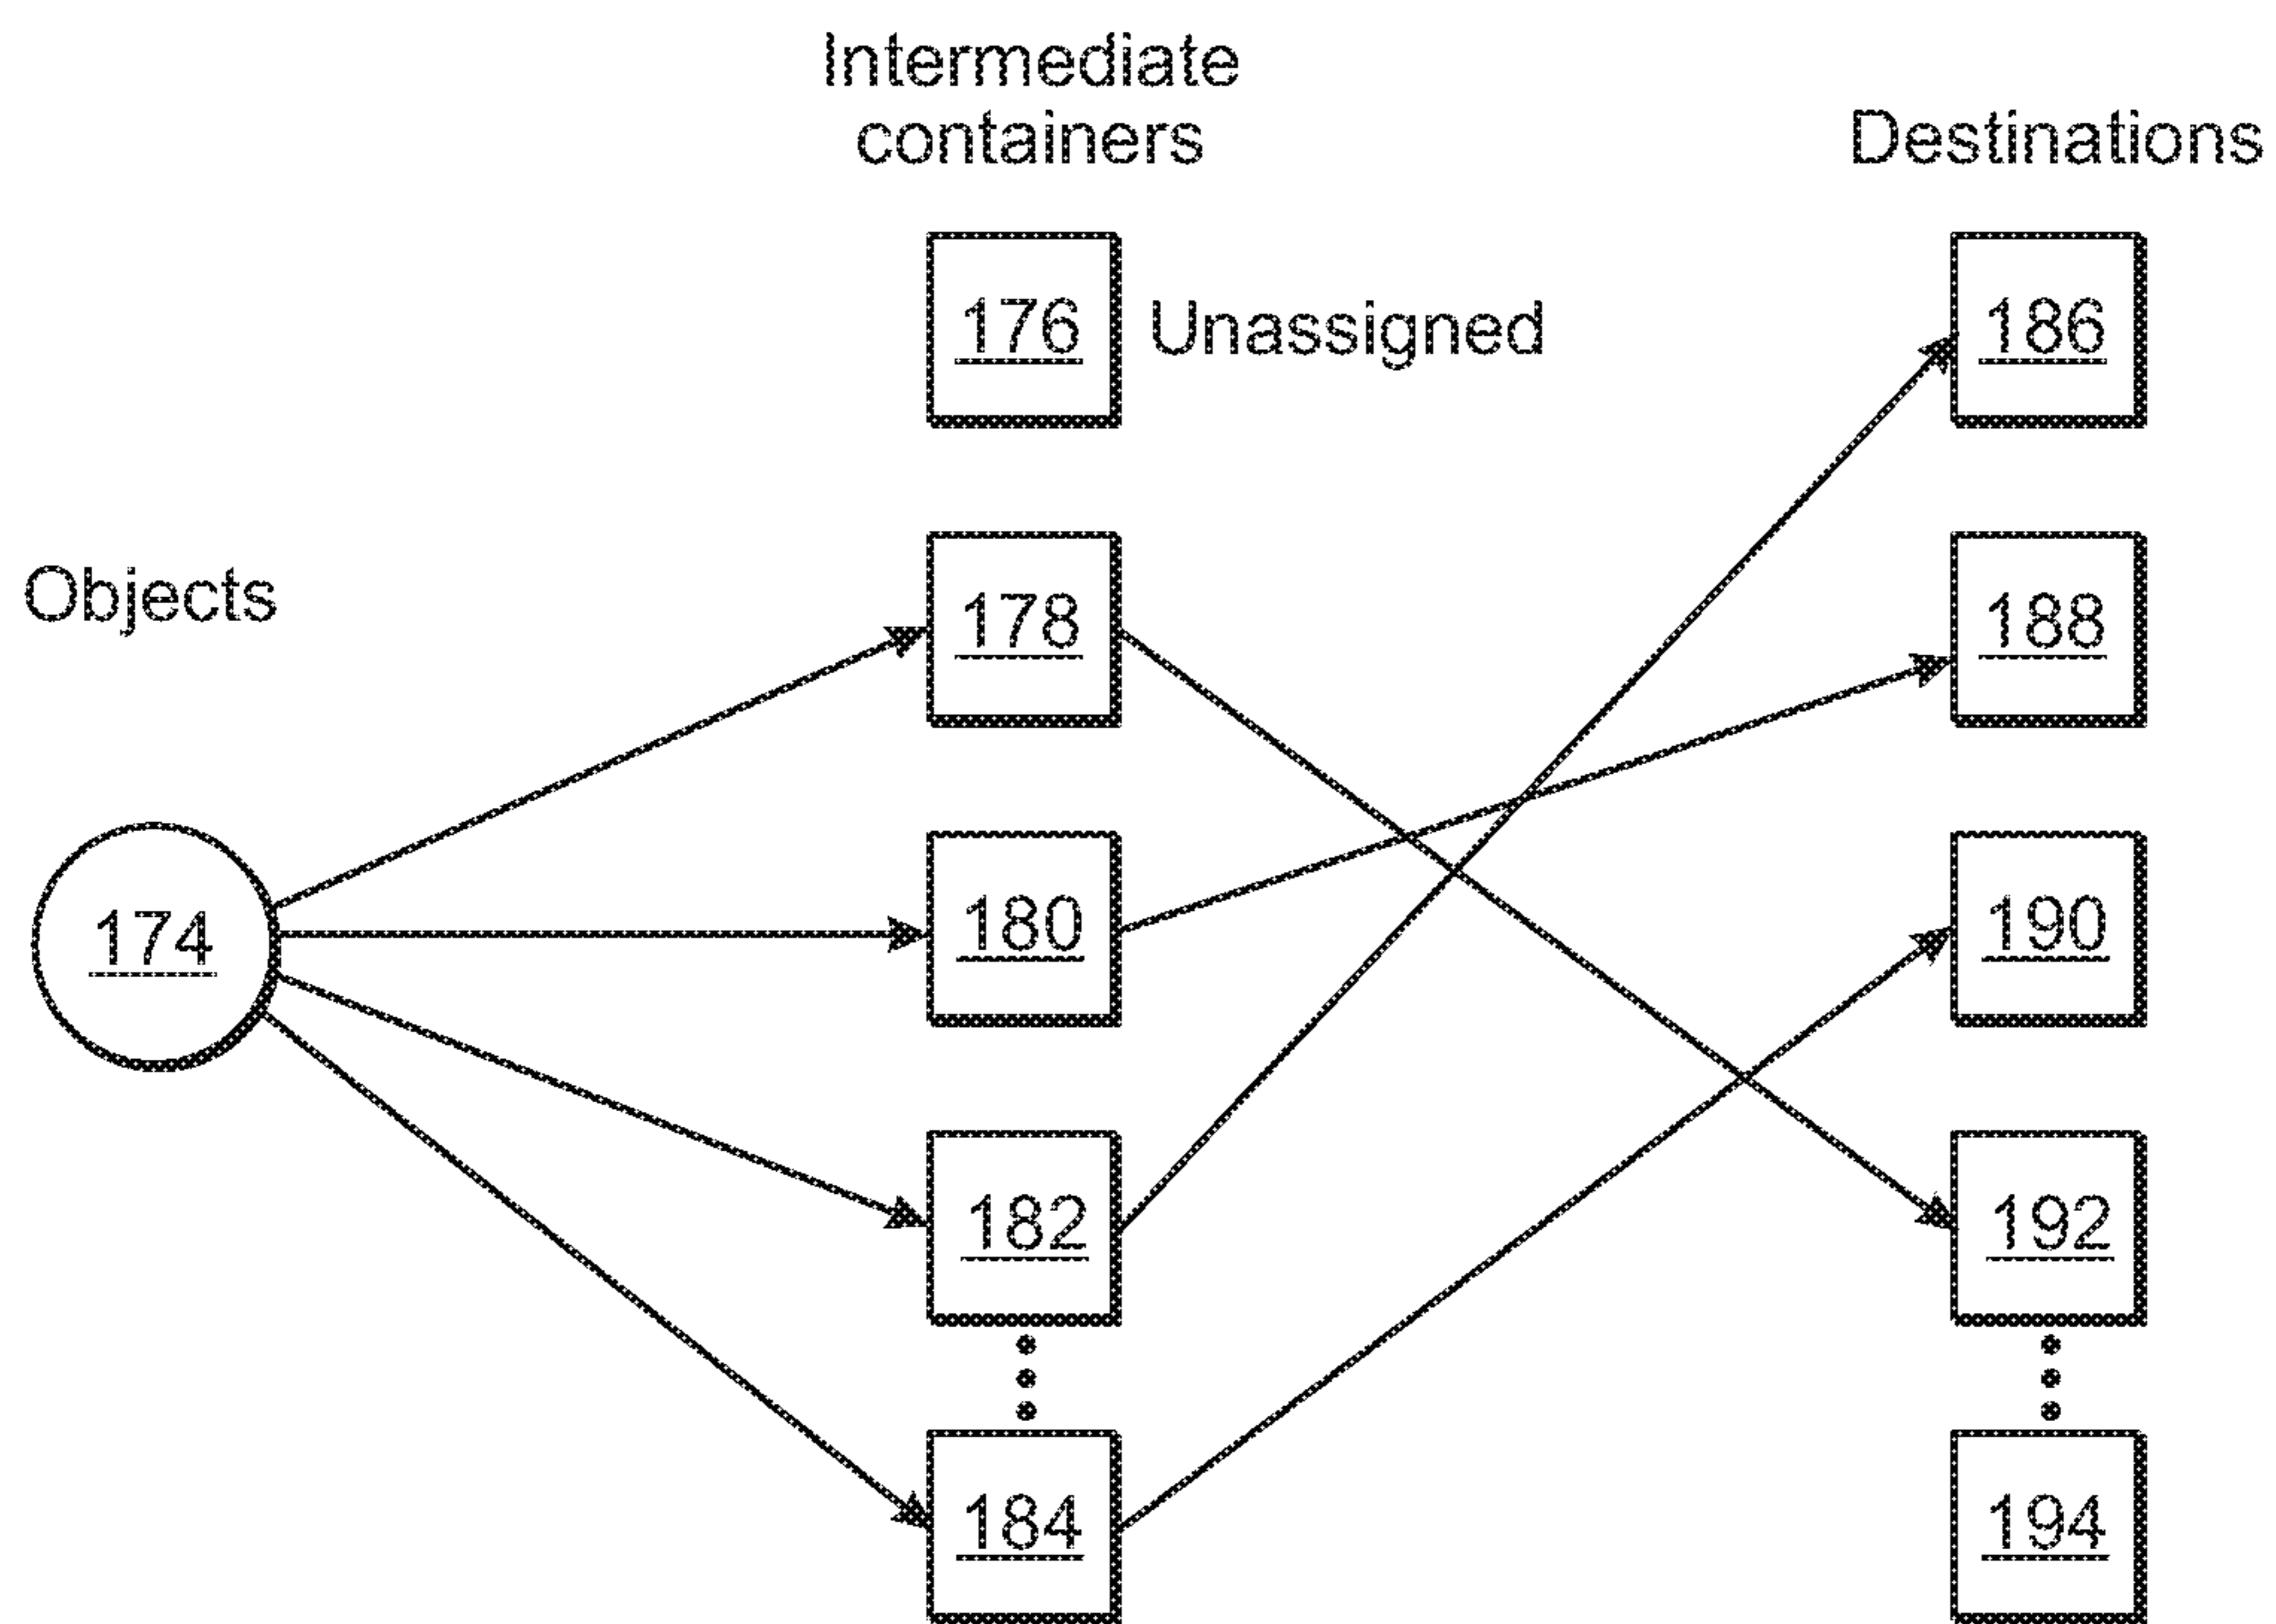 Intermediate
containers
Destinations
176 Unassigned
186
Objects
178
188
174
180
190
182
192
184
194